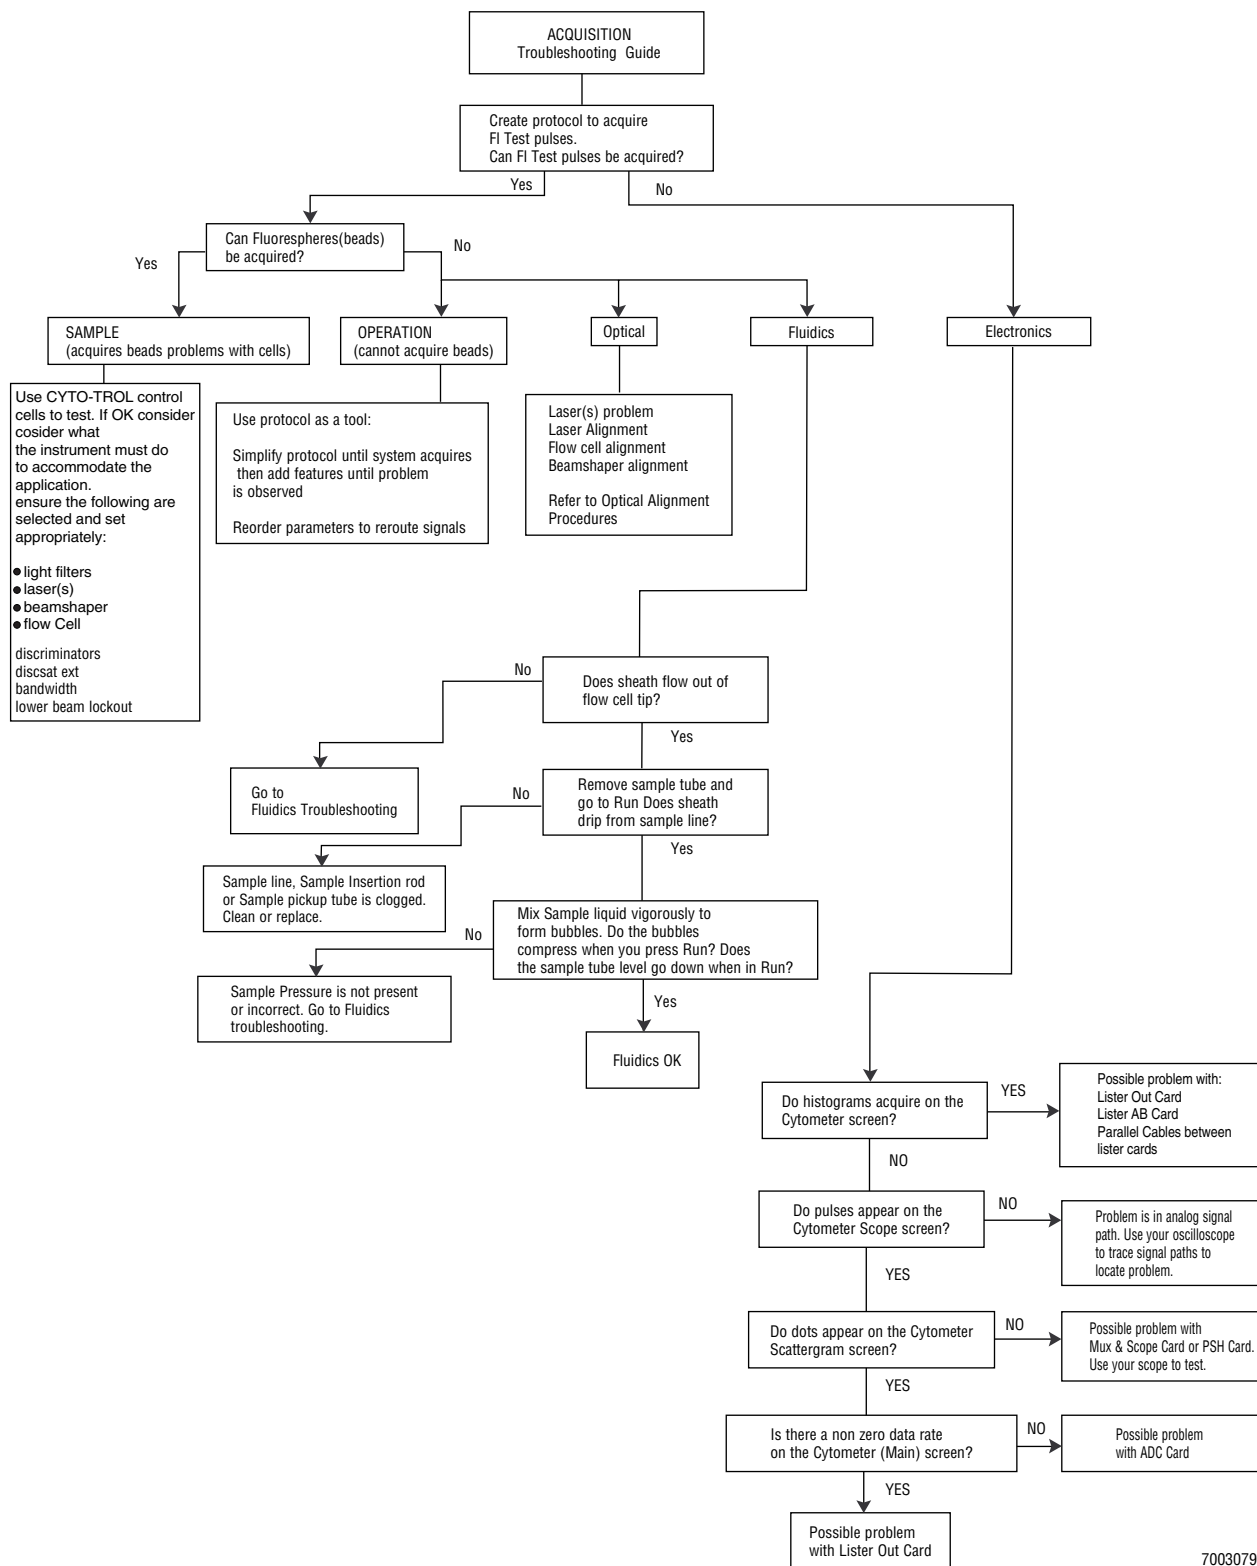 ACQUISITION
Troubleshooting Guide
Create protocol to acquire
FI Test pulses.
Can FI Test pulses be acquired?
Yes
No
Can Fluorespheres(beads)
be acquired?
Yes
No
SAMPLE
(acquires beads problems with cells)
OPERATION
(cannot acquire beads)
Optical
Fluidics
Electronics
Use CYTO-TROL control
cells to test. If OK consider
cosider what
the instrument must do
to accommodate the
application.
ensure the following are
selected and set
appropriately:
● light filters
● laser(s)
● beamshaper
● flow Cell
discriminators
discsat ext
bandwidth
lower beam lockout
Use protocol as a tool:
Simplify protocol until system acquires
then add features until problem
is observed
Reorder parameters to reroute signals
Laser(s) problem
Laser Alignment
Flow cell alignment
Beamshaper alignment
Refer to Optical Alignment
Procedures
No
Does sheath flow out of
flow cell tip?
Yes
Go to
Fluidics Troubleshooting
No
Remove sample tube and
go to Run Does sheath
drip from sample line?
Yes
Sample line, Sample Insertion rod
or Sample pickup tube is clogged.
Clean or replace.
No
Mix Sample liquid vigorously to
form bubbles. Do the bubbles
compress when you press Run? Does
the sample tube level go down when in Run?
Yes
Sample Pressure is not present
or incorrect. Go to Fluidics
troubleshooting.
Fluidics OK
Do histograms acquire on the
Cytometer screen?
YES
Possible problem with:
Lister Out Card
Lister AB Card
Parallel Cables between
lister cards
NO
Do pulses appear on the
Cytometer Scope screen?
NO
Problem is in analog signal
path. Use your oscilloscope
to trace signal paths to
locate problem.
YES
Do dots appear on the Cytometer
Scattergram screen?
NO
Possible problem with
Mux & Scope Card or PSH Card.
Use your scope to test.
YES
Is there a non zero data rate
on the Cytometer (Main) screen?
NO
Possible problem
with ADC Card
YES
Possible problem
with Lister Out Card
7003079